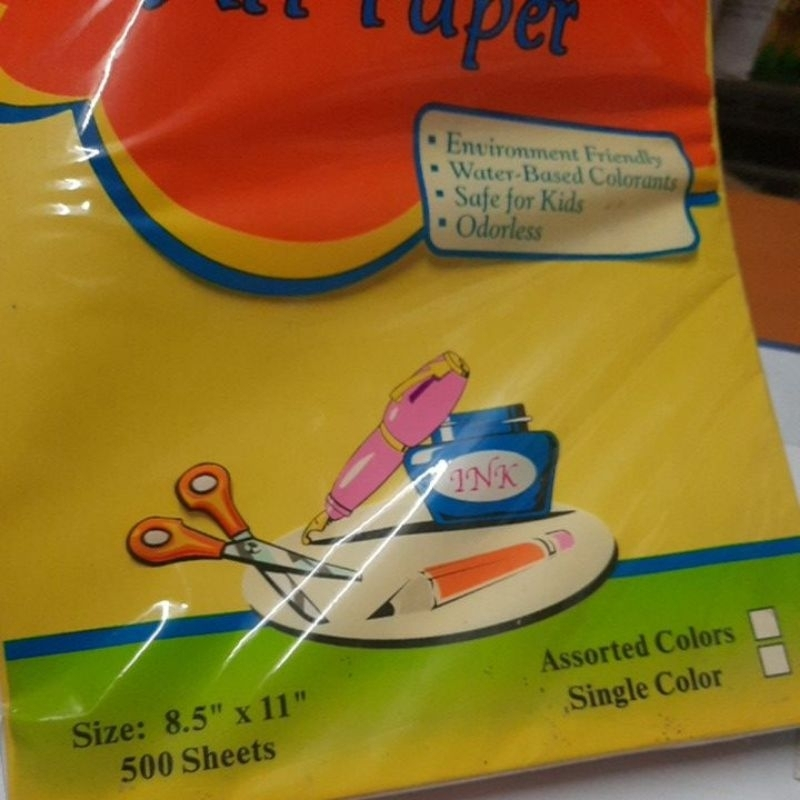 Paper
▪ Environment Friendly
▪ Water-Based Colorants
▪ Safe for Kids
▪ Odorless
INK
Assorted Colors
Single Color
Size: 8.5" x 11"
500 Sheets